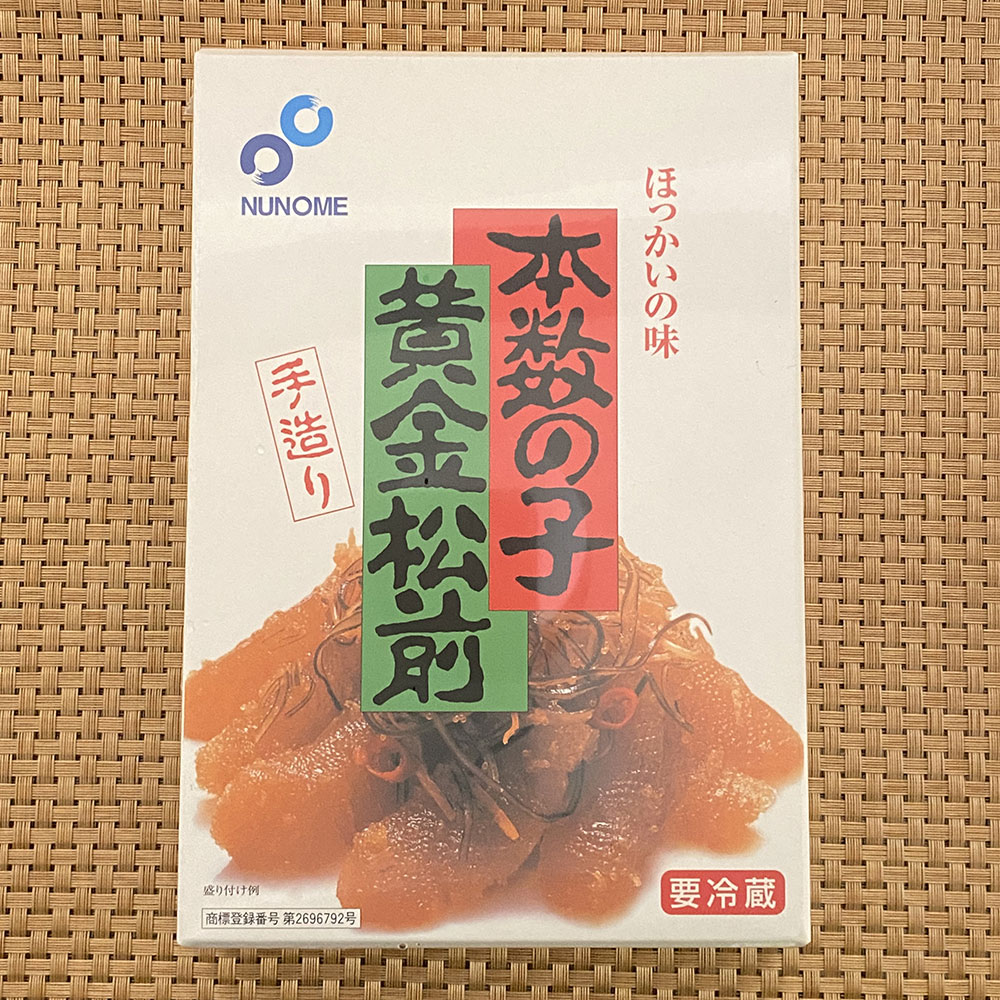 NUNOME
ほっかいの味
本数の子
黄金松前
手造り
盛り付け例
商標登録番号 第2696792号
要冷蔵